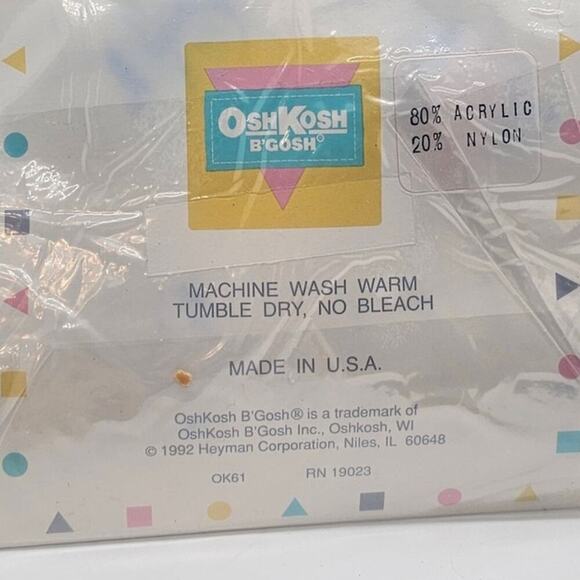 OSHKOSH
B'GOSH®
80% ACRYLIC
20% NYLON
MACHINE WASH WARM
TUMBLE DRY, NO BLEACH
MADE IN U.S.A.
OshKosh B'Gosh® is a trademark of
OshKosh B'Gosh Inc., Oshkosh, WI
© 1992 Heyman Corporation, Niles, IL 60648
OK61 RN 19023